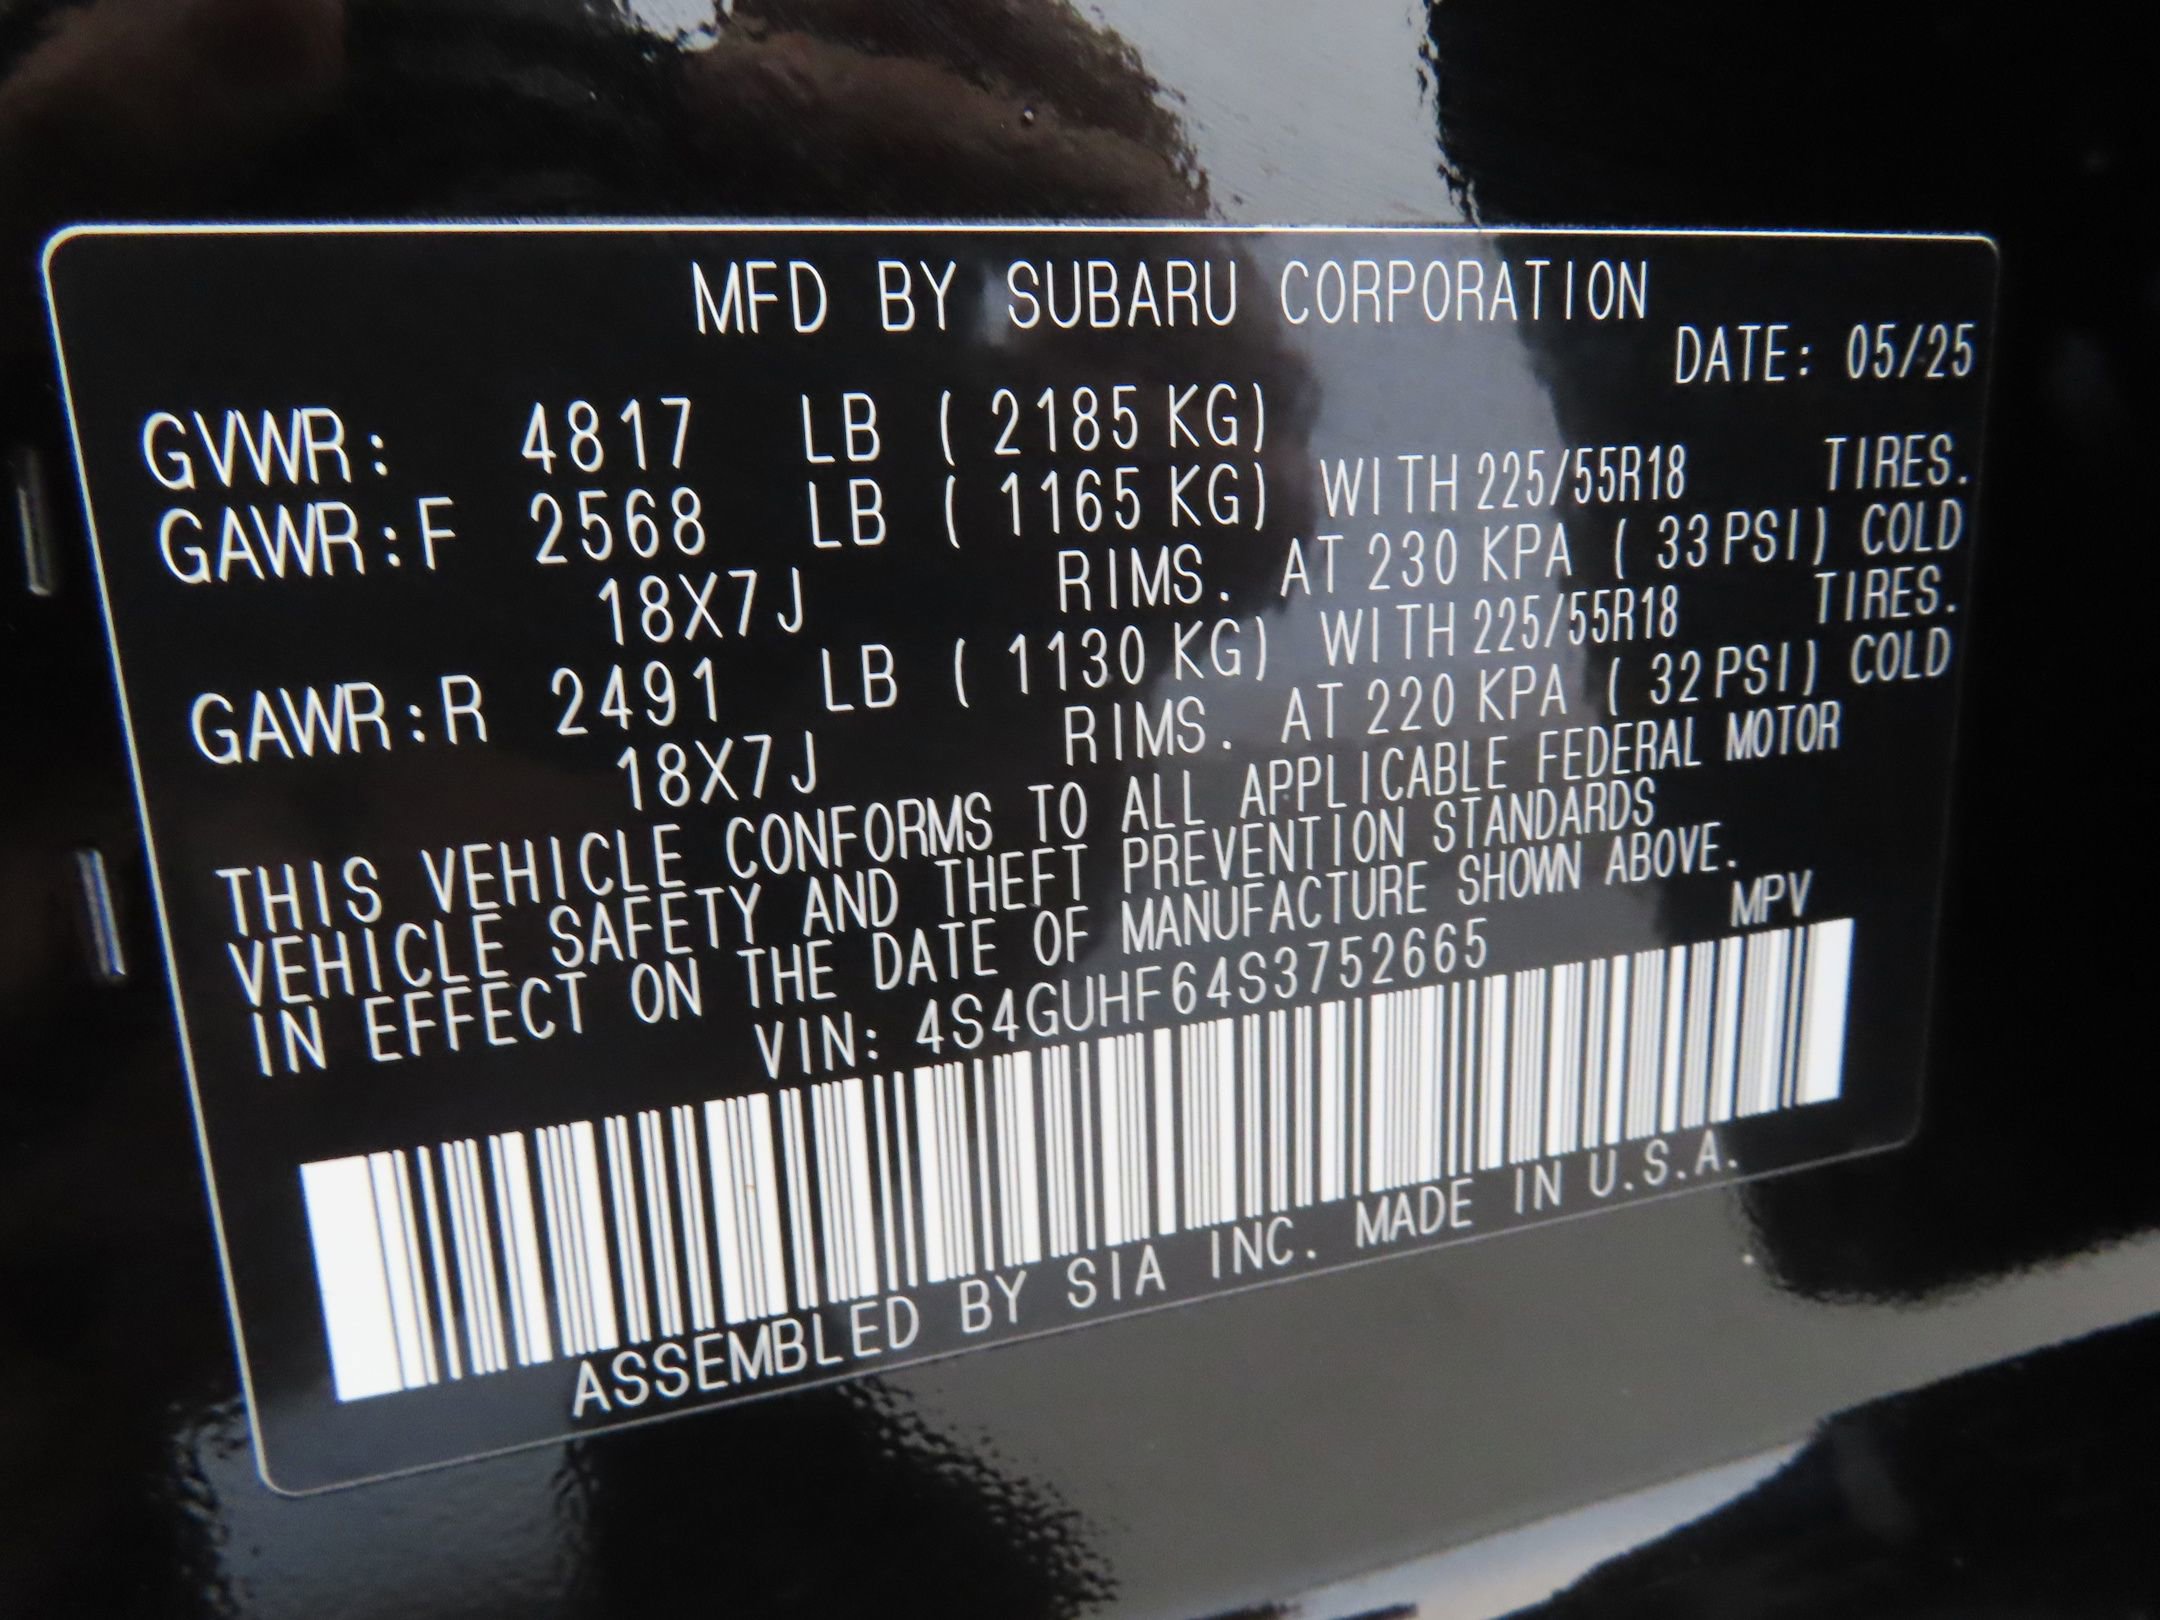 MFD BY SUBARU CORPORATION
DATE: 05/25
GVWR: 4817 LB ( 2185 KG)
GAWR:F 2568 LB ( 1165 KG) WITH 225/55R18 TIRES.
18X7J RIMS. AT 230 KPA ( 33 PSI) COLD
GAWR:R 2491 LB ( 1130 KG) WITH 225/55R18 TIRES.
18X7J RIMS. AT 220 KPA ( 32 PSI) COLD
THIS VEHICLE CONFORMS TO ALL APPLICABLE FEDERAL MOTOR
VEHICLE SAFETY AND THEFT PREVENTION STANDARDS
IN EFFECT ON THE DATE OF MANUFACTURE SHOWN ABOVE.
VIN: 4S4GUHF64S3752665 MPV
ASSEMBLED BY SIA INC. MADE IN U.S.A.